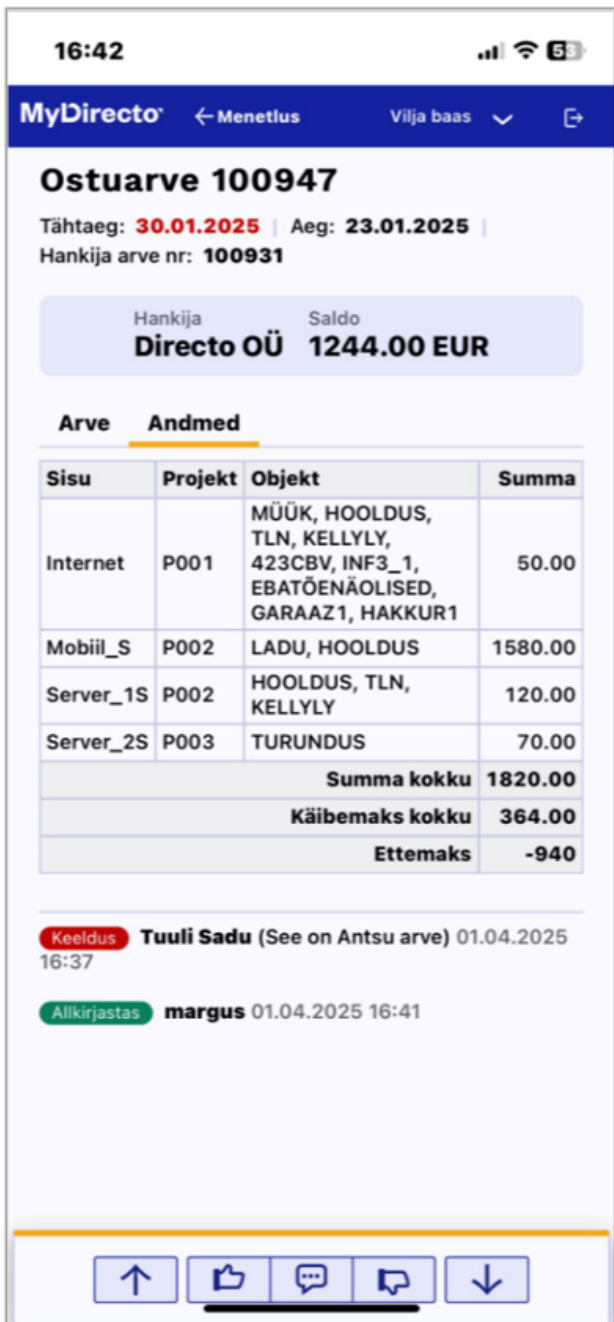 16:42 53
MyDirecto ← Menetlus Vilja baas
Ostuarve 100947
Tähtaeg: 30.01.2025 | Aeg: 23.01.2025 |
Hankija arve nr: 100931
Hankija Saldo
Directo OÜ 1244.00 EUR
Arve Andmed
Sisu Projekt Objekt Summa
Internet P001 MÜÜK, HOOLDUS,
TLN, KELLYLY,
423CBV, INF3_1,
EBATÕENÄOLISED,
GARAAZ1, HAKKUR1 50.00
Mobiil_S P002 LADU, HOOLDUS 1580.00
Server_1S P002 HOOLDUS, TLN,
KELLYLY 120.00
Server_2S P003 TURUNDUS 70.00
Summa kokku 1820.00
Käibemaks kokku 364.00
Ettemaks -940
Keeldus Tuuli Sadu (See on Antsu arve) 01.04.2025
16:37
Allkirjastas margus 01.04.2025 16:41